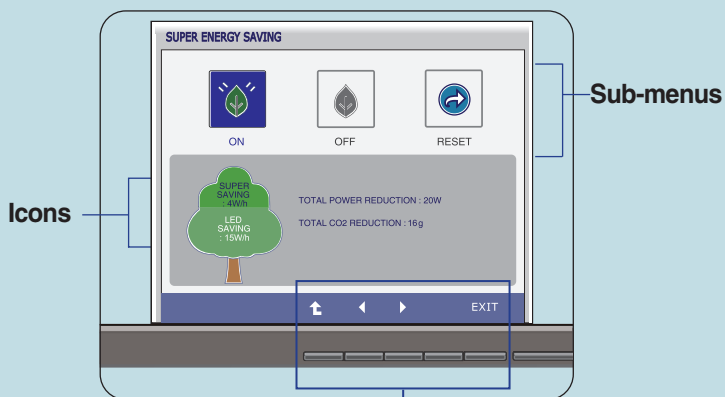 SUPER ENERGY SAVING
ON
OFF
RESET
Sub-menus
Icons
SUPER
SAVING
: 4W/h
LED
SAVING
: 15W/h
TOTAL POWER REDUCTION : 20W
TOTAL CO2 REDUCTION : 16g
EXIT